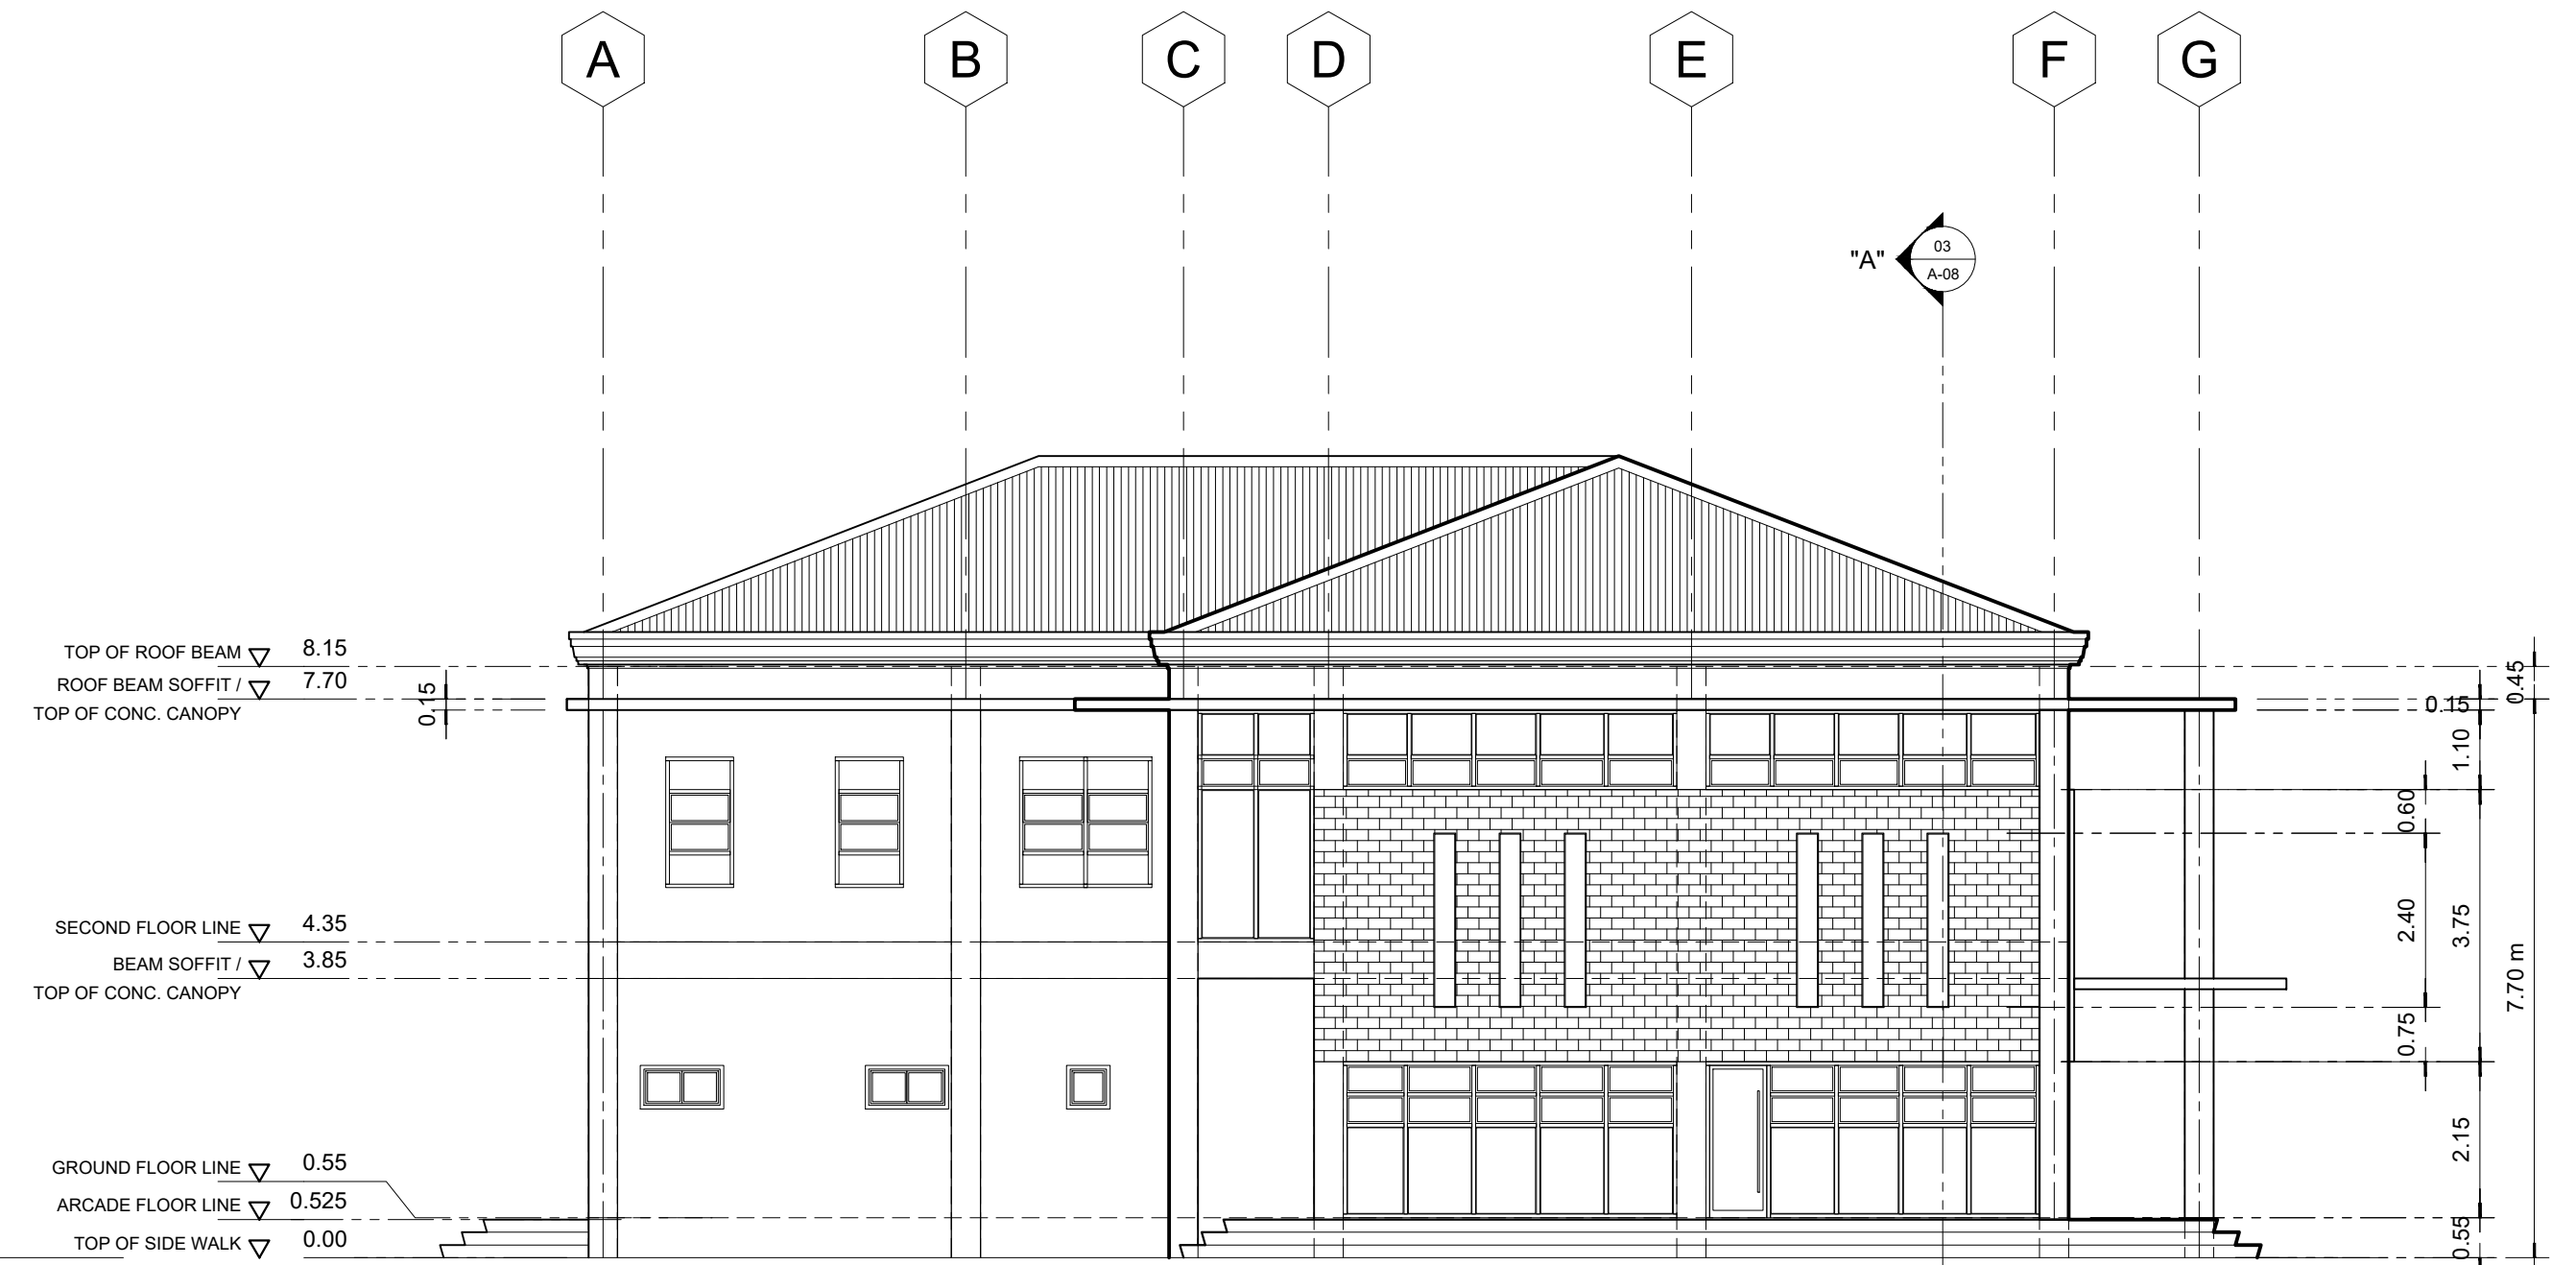 A B C D E F G
"A"
03
A-08
TOP OF ROOF BEAM 8.15
ROOF BEAM SOFFIT / 7.70
TOP OF CONC. CANOPY
0.15
SECOND FLOOR LINE 4.35
BEAM SOFFIT / 3.85
TOP OF CONC. CANOPY
GROUND FLOOR LINE 0.55
ARCADE FLOOR LINE 0.525
TOP OF SIDE WALK 0.00
0.60
2.40
0.75
0.15
1.10
3.75
2.15
0.55
0.45
7.70 m